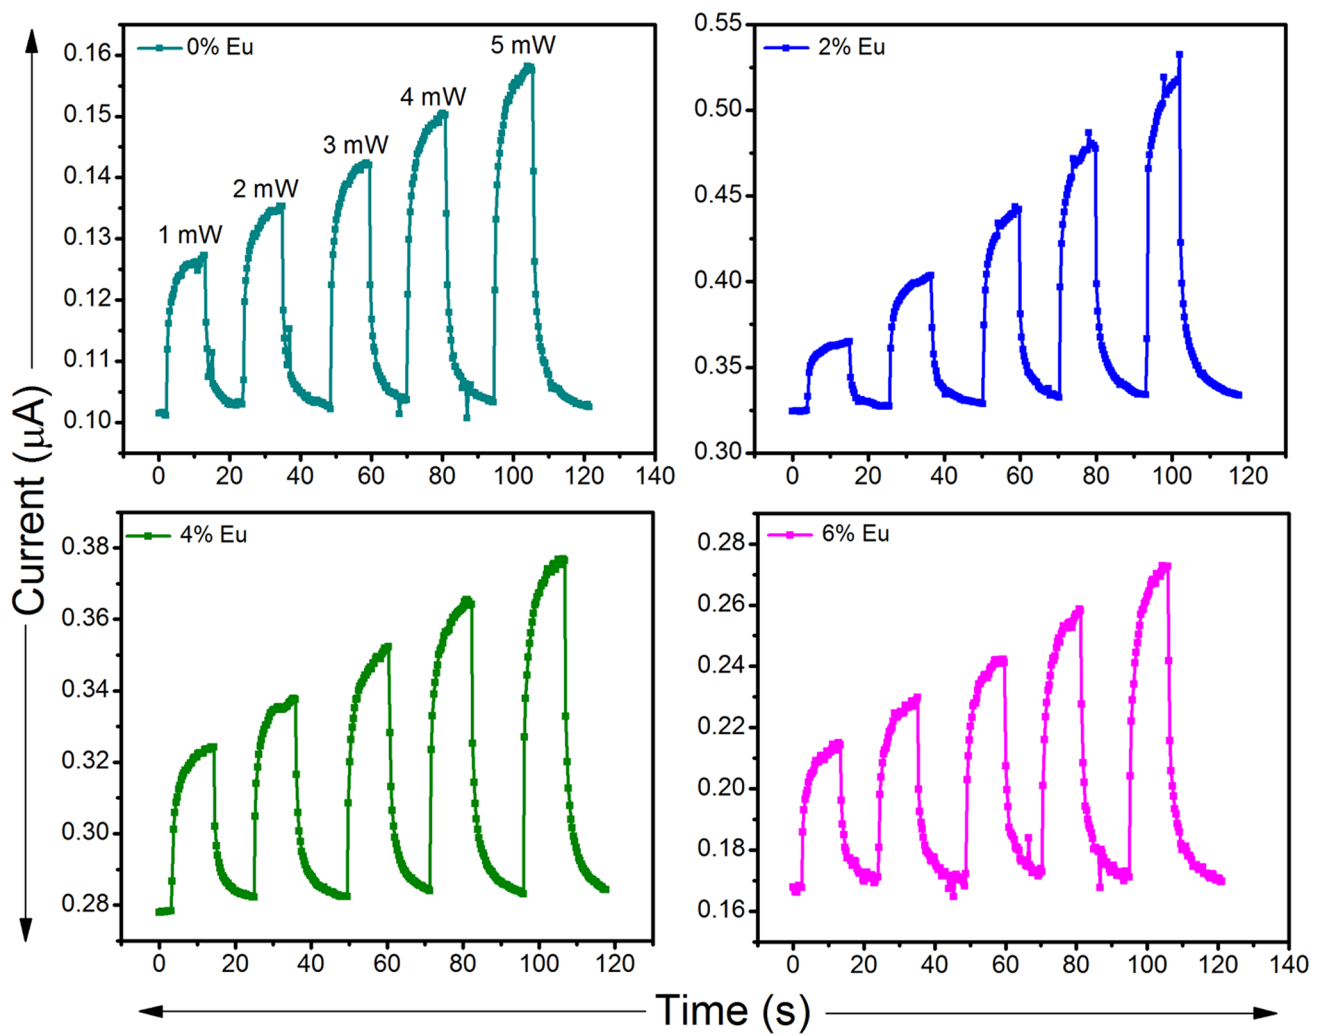 Current (µA)
0% Eu
1 mW
2 mW
3 mW
4 mW
5 mW
0.16
0.15
0.14
0.13
0.12
0.11
0.10
0 20 40 60 80 100 120 140
2% Eu
0.55
0.50
0.45
0.40
0.35
0.30
0 20 40 60 80 100 120
4% Eu
0.38
0.36
0.34
0.32
0.30
0.28
0 20 40 60 80 100 120
6% Eu
0.28
0.26
0.24
0.22
0.20
0.18
0.16
0 20 40 60 80 100 120 140
Time (s)